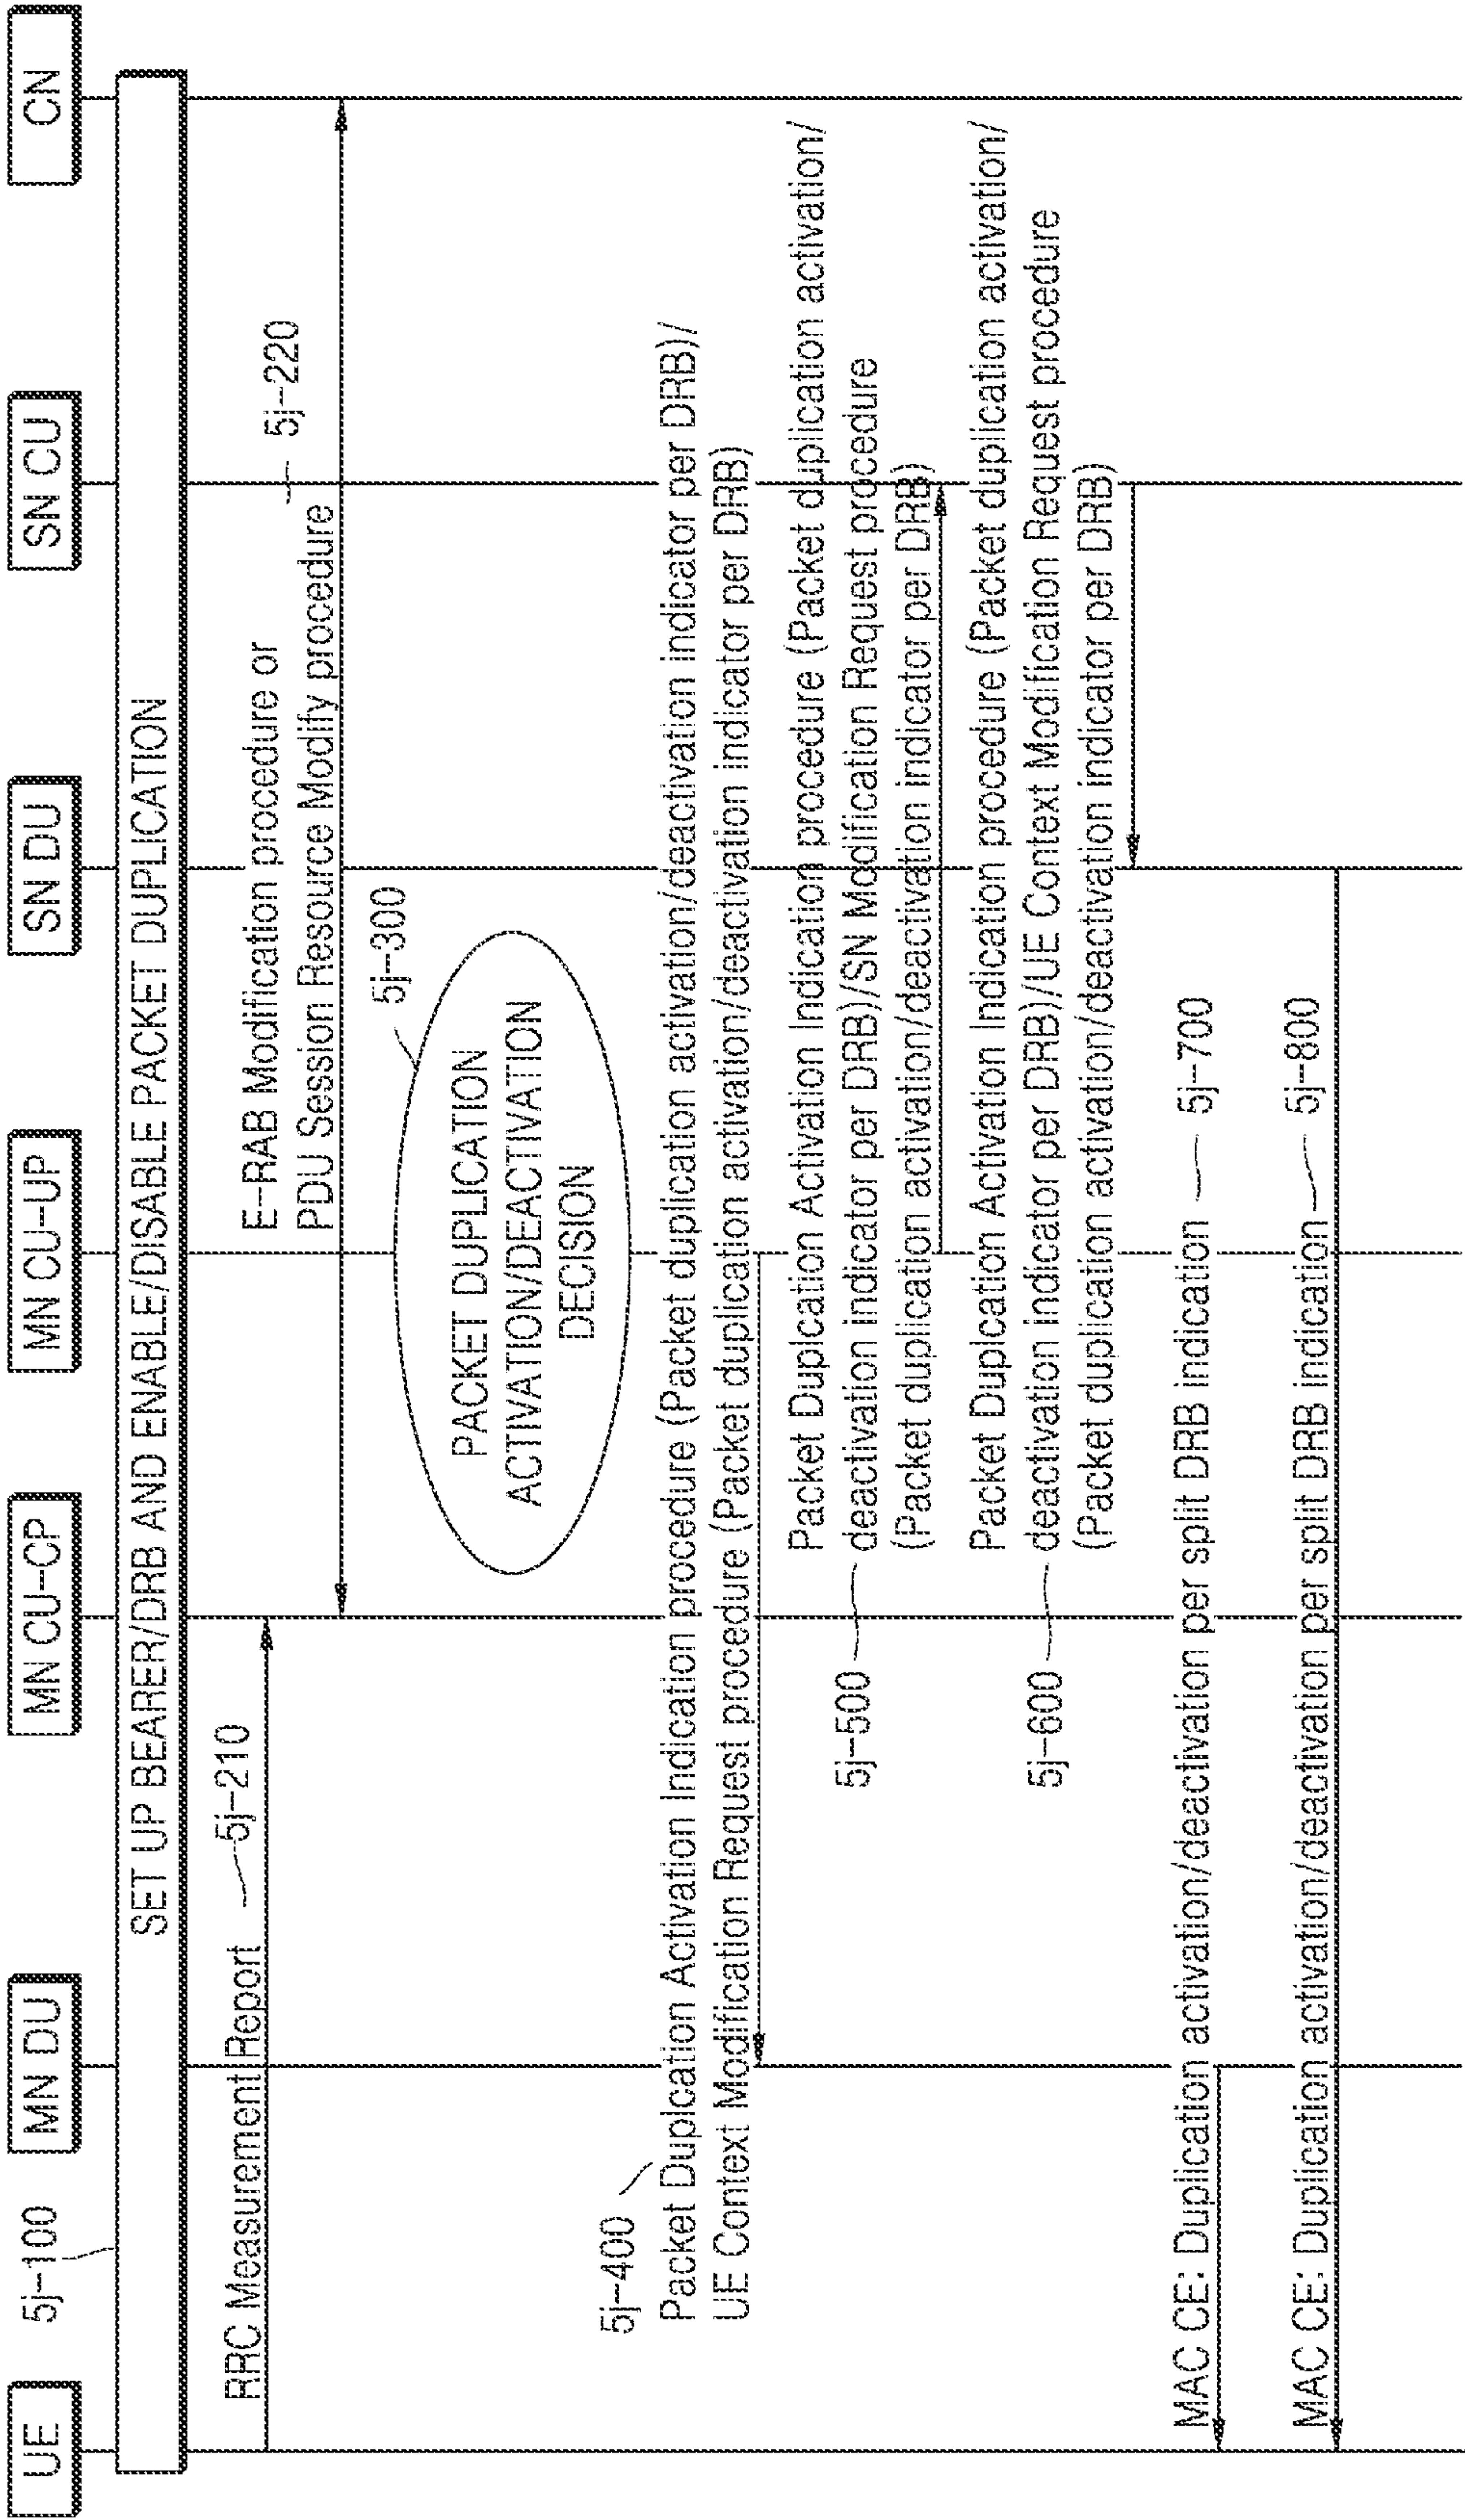 UE
MN DU
MN CU-CP
MN CU-UP
SN DU
SN CU
CN
5j-100
SET UP BEARER/DRB AND ENABLE/DISABLE PACKET DUPLICATION
RRC Measurement Report
5j-210
E-RAB Modification procedure or
PDU Session Resource Modify procedure
5j-220
5j-300
PACKET DUPLICATION
ACTIVATION/DEACTIVATION
DECISION
5j-400
Packet Duplcation Activation Indication procedure (Packet duplication activation/deactivation indicator per DRB)/
UE Context Modification Request procedure (Packet duplication activation/deactivation indicator per DRB)
5j-500
Packet Duplcation Activation Indication procedure (Packet duplication activation/
deactivation indicator per DRB)/SN Modification Request procedure
(Packet duplication activation/deactivation indicator per DRB)
5j-600
Packet Duplcation Activation Indication procedure (Packet duplication activation/
deactivation indicator per DRB)/UE Context Modification Request procedure
(Packet duplication activation/deactivation indicator per DRB)
MAC CE: Duplication activation/deactivation per split DRB indication
5j-700
MAC CE: Duplication activation/deactivation per split DRB indication
5j-800